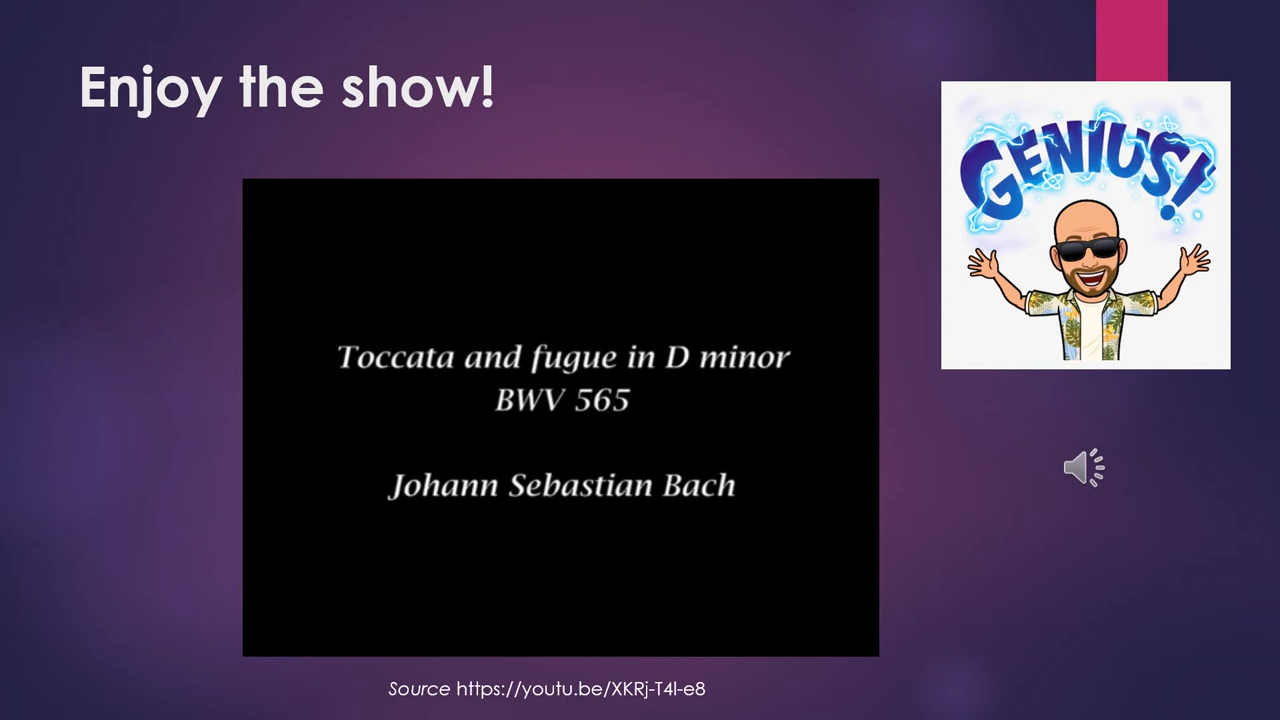 Enjoy the show!
GENIUS!
Toccata and fugue in D minor
BWV 565
Johann Sebastian Bach
Source https://youtu.be/XKRj-T4l-e8